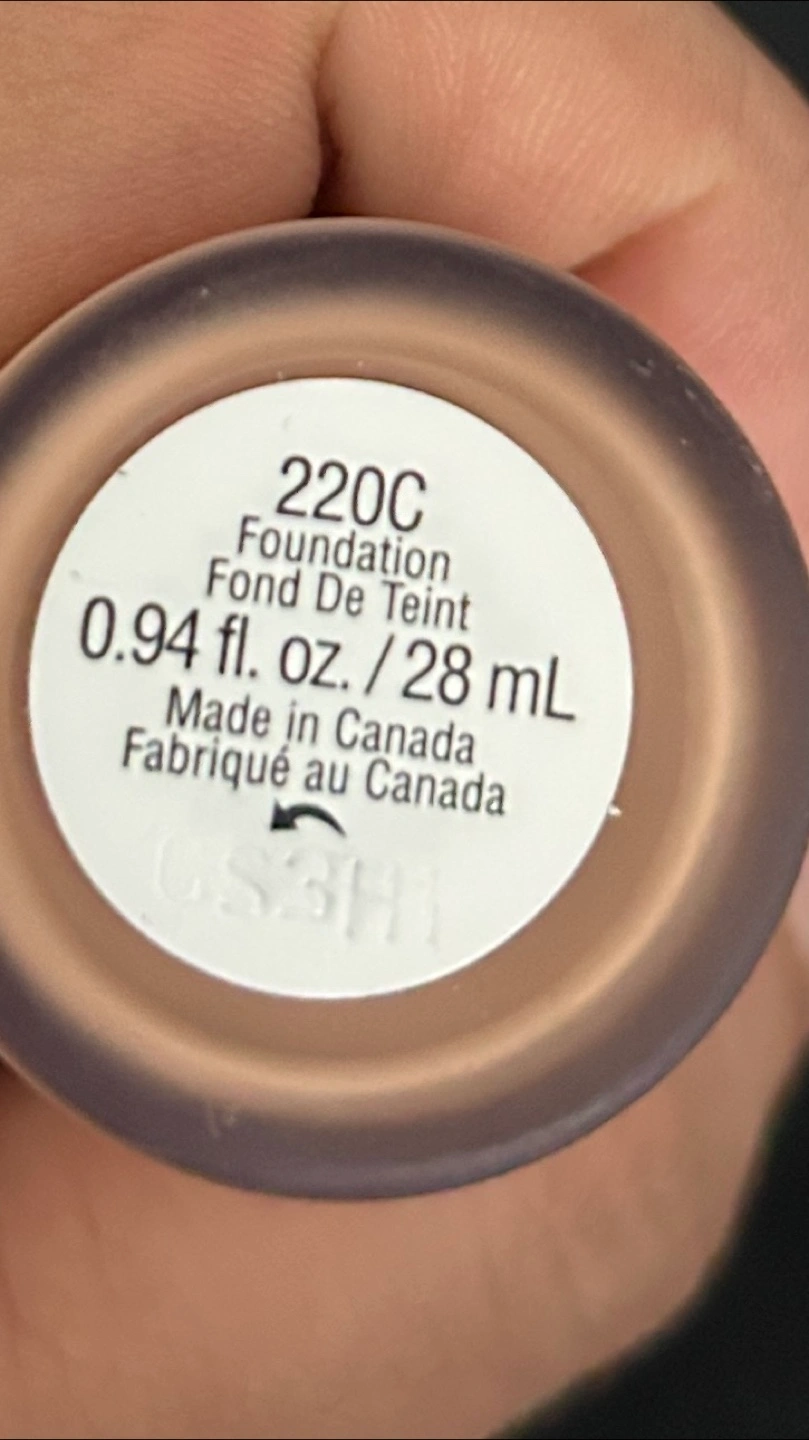 220C
Foundation
Fond De Teint
0.94 fl. oz. / 28 mL
Made in Canada
Fabriqué au Canada